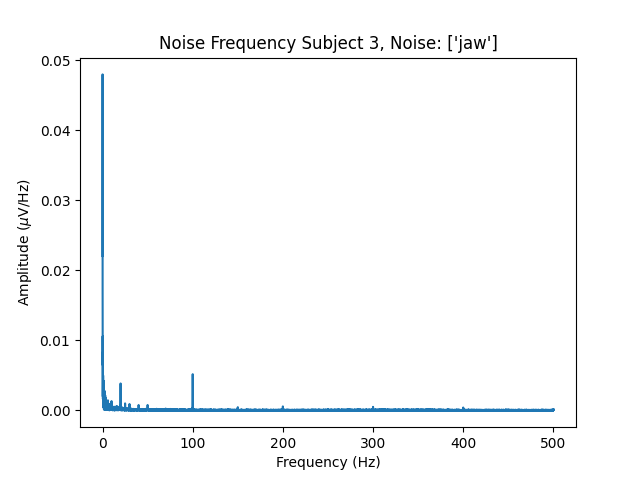 Noise Frequency Subject 3, Noise: ['jaw']
0.05
0.04
0.03
0.02
0.01
0.00
Amplitude (μV/Hz)
0 100 200 300 400 500
Frequency (Hz)